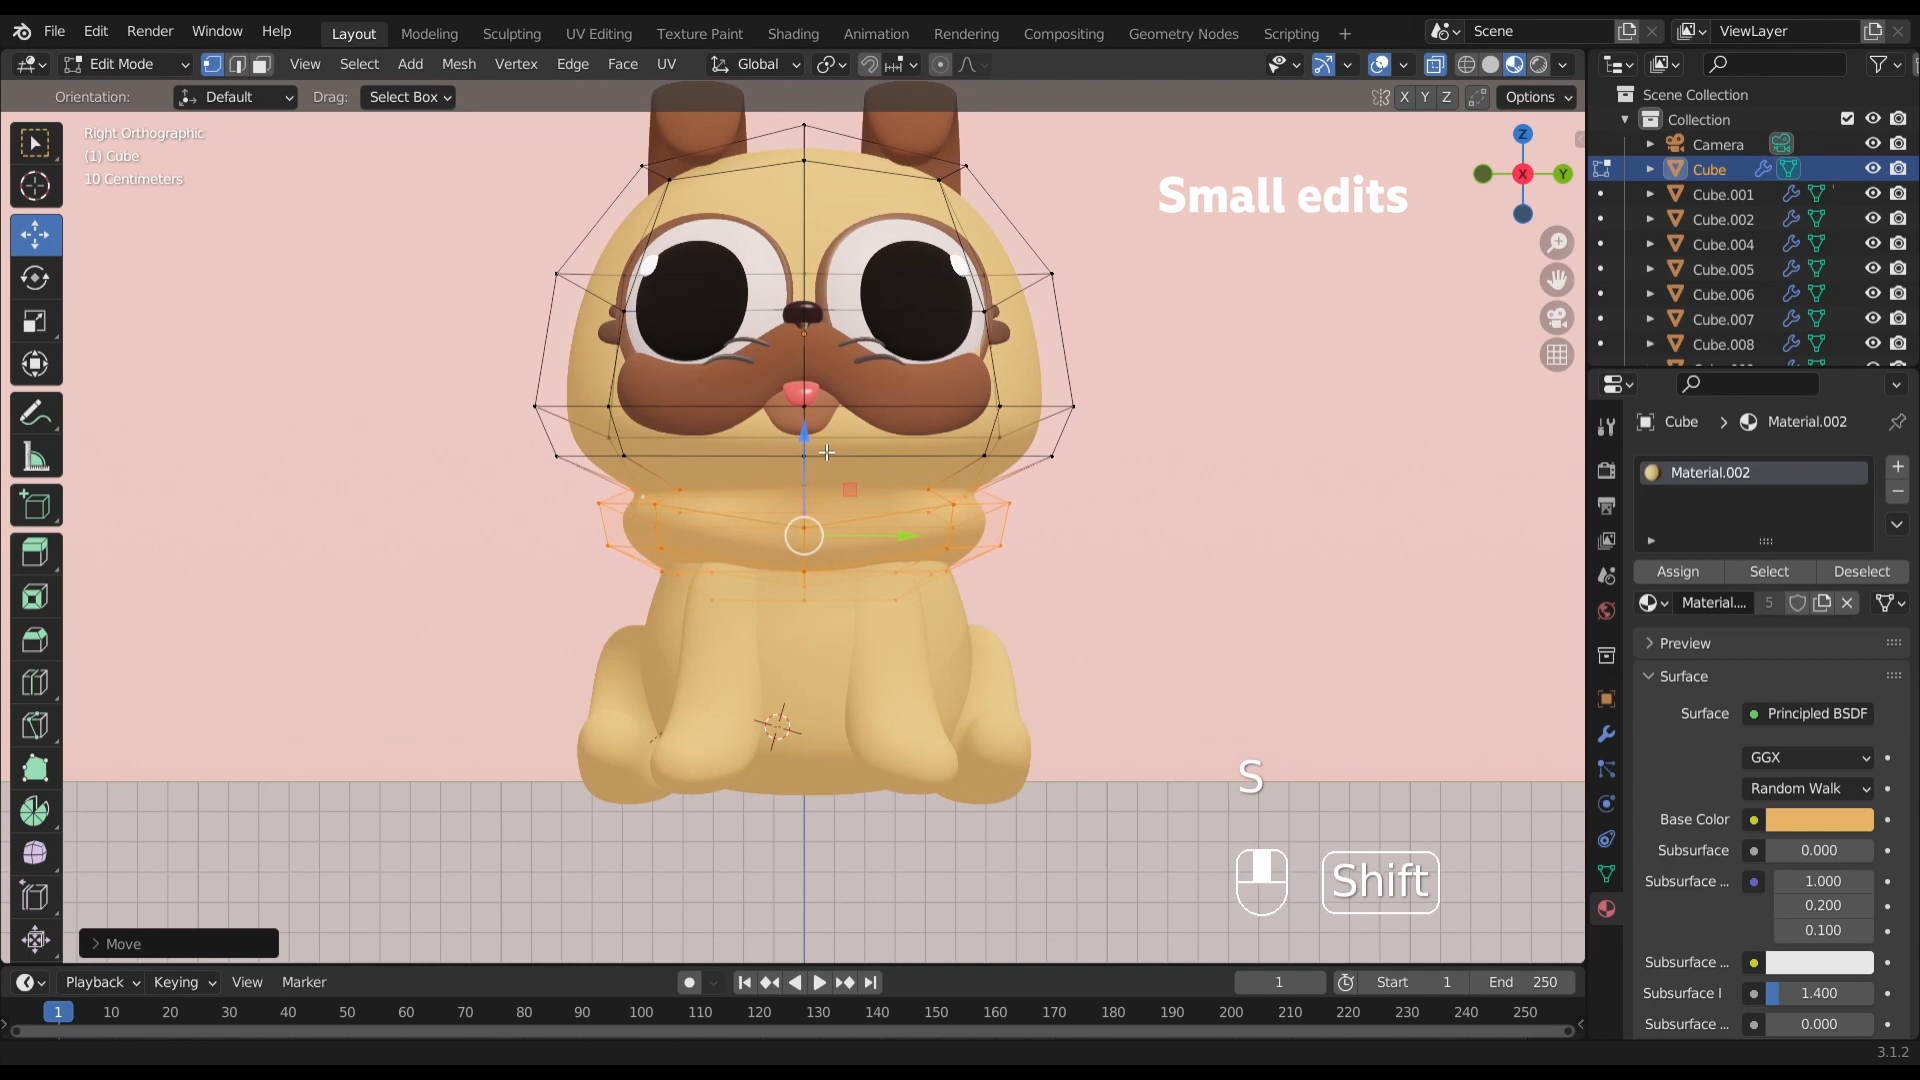 File Edit Render Window Help Layout Modeling Sculpting UV Editing Texture Paint Shading Animation Rendering Compositing Geometry Nodes Scripting + Scene ViewLayer
Edit Mode View Select Add Mesh Vertex Edge Face UV Global
Orientation: Default Drag: Select Box X Y Z Options
Right Orthographic
(1) Cube
10 Centimeters
Small edits
Z
X
Y
S
Shift
Move
Scene Collection
Collection
Camera
Cube
Cube.001
Cube.002
Cube.004
Cube.005
Cube.006
Cube.007
Cube.008
Cube Material.002
Material.002
Assign Select Deselect
Material.... 5
Preview
Surface
Surface Principled BSDF
GGX
Random Walk
Base Color
Subsurface 0.000
Subsurface ... 1.000
0.200
0.100
Subsurface ...
Subsurface I 1.400
Subsurface ... 0.000
Playback Keying View Marker 1 Start 1 End 250
1 10 20 30 40 50 60 70 80 90 100 110 120 130 140 150 160 170 180 190 200 210 220 230 240 250
3.1.2